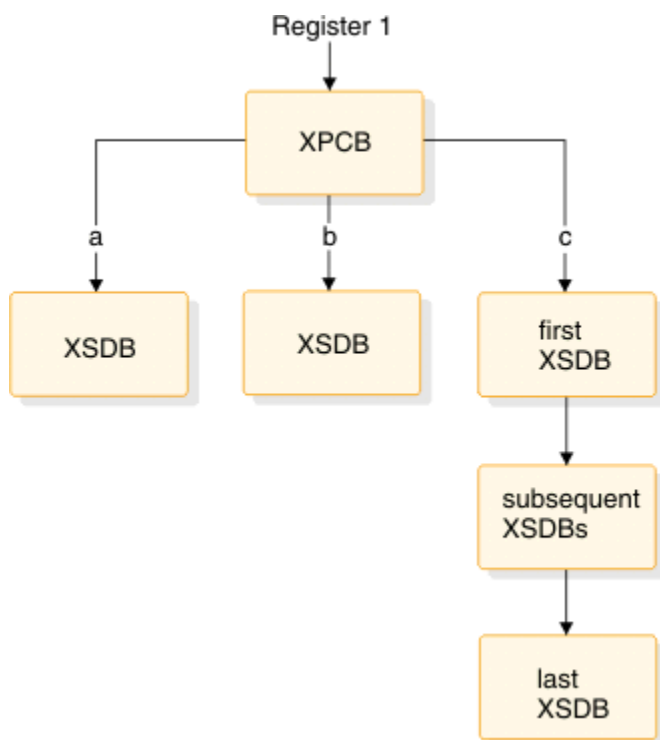 Register 1
XPCB
a
b
c
XSDB
XSDB
first
XSDB
subsequent
XSDBs
last
XSDB